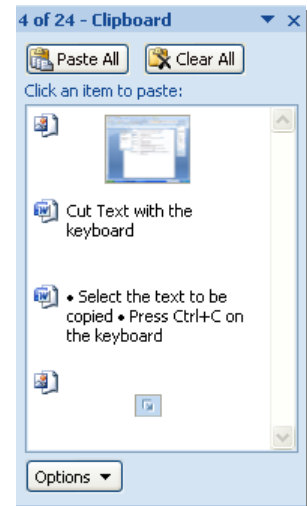 4 of 24 - Clipboard
Paste All Clear All
Click an item to paste:
Cut Text with the
keyboard
• Select the text to be
copied • Press Ctrl+C on
the keyboard
Options